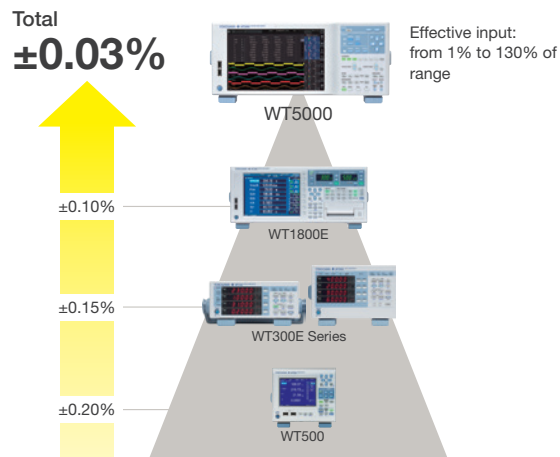 Total
±0.03%
Effective input:
from 1% to 130% of
range
WT5000
±0.10%
WT1800E
±0.15%
WT300E Series
±0.20%
WT500